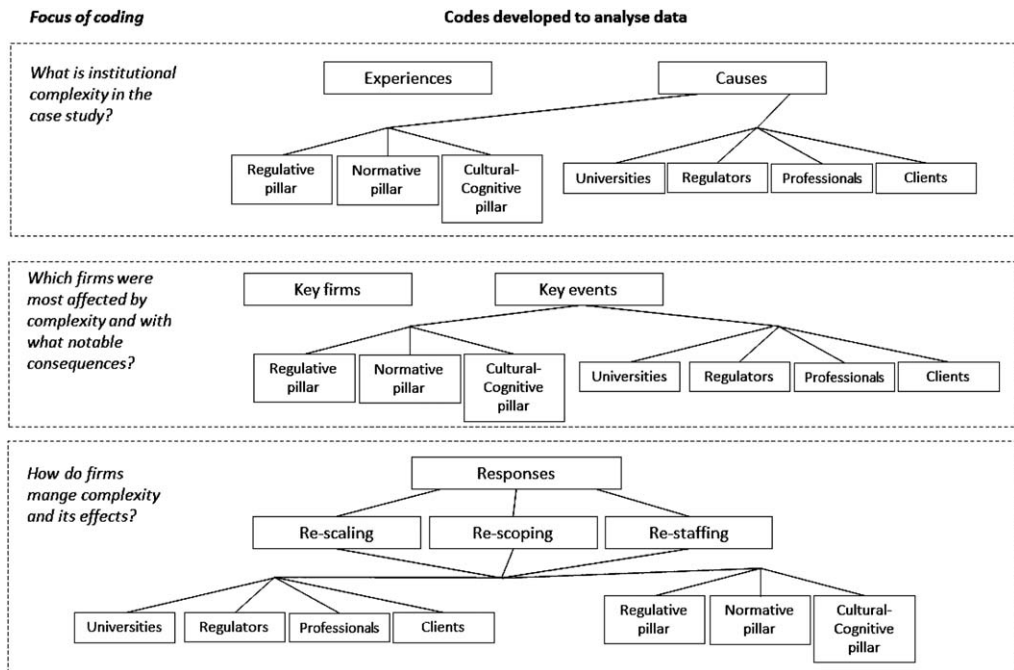 Focus of coding
Codes developed to analyse data
What is institutional
complexity in the
case study?
Experiences
Causes
Regulative
pillar
Normative
pillar
Cultural-
Cognitive
pillar
Universities
Regulators
Professionals
Clients
Which firms were
most affected by
complexity and with
what notable
consequences?
Key firms
Key events
Regulative
pillar
Normative
pillar
Cultural-
Cognitive
pillar
Universities
Regulators
Professionals
Clients
How do firms
mange complexity
and its effects?
Responses
Re-scaling
Re-scoping
Re-staffing
Universities
Regulators
Professionals
Clients
Regulative
pillar
Normative
pillar
Cultural-
Cognitive
pillar